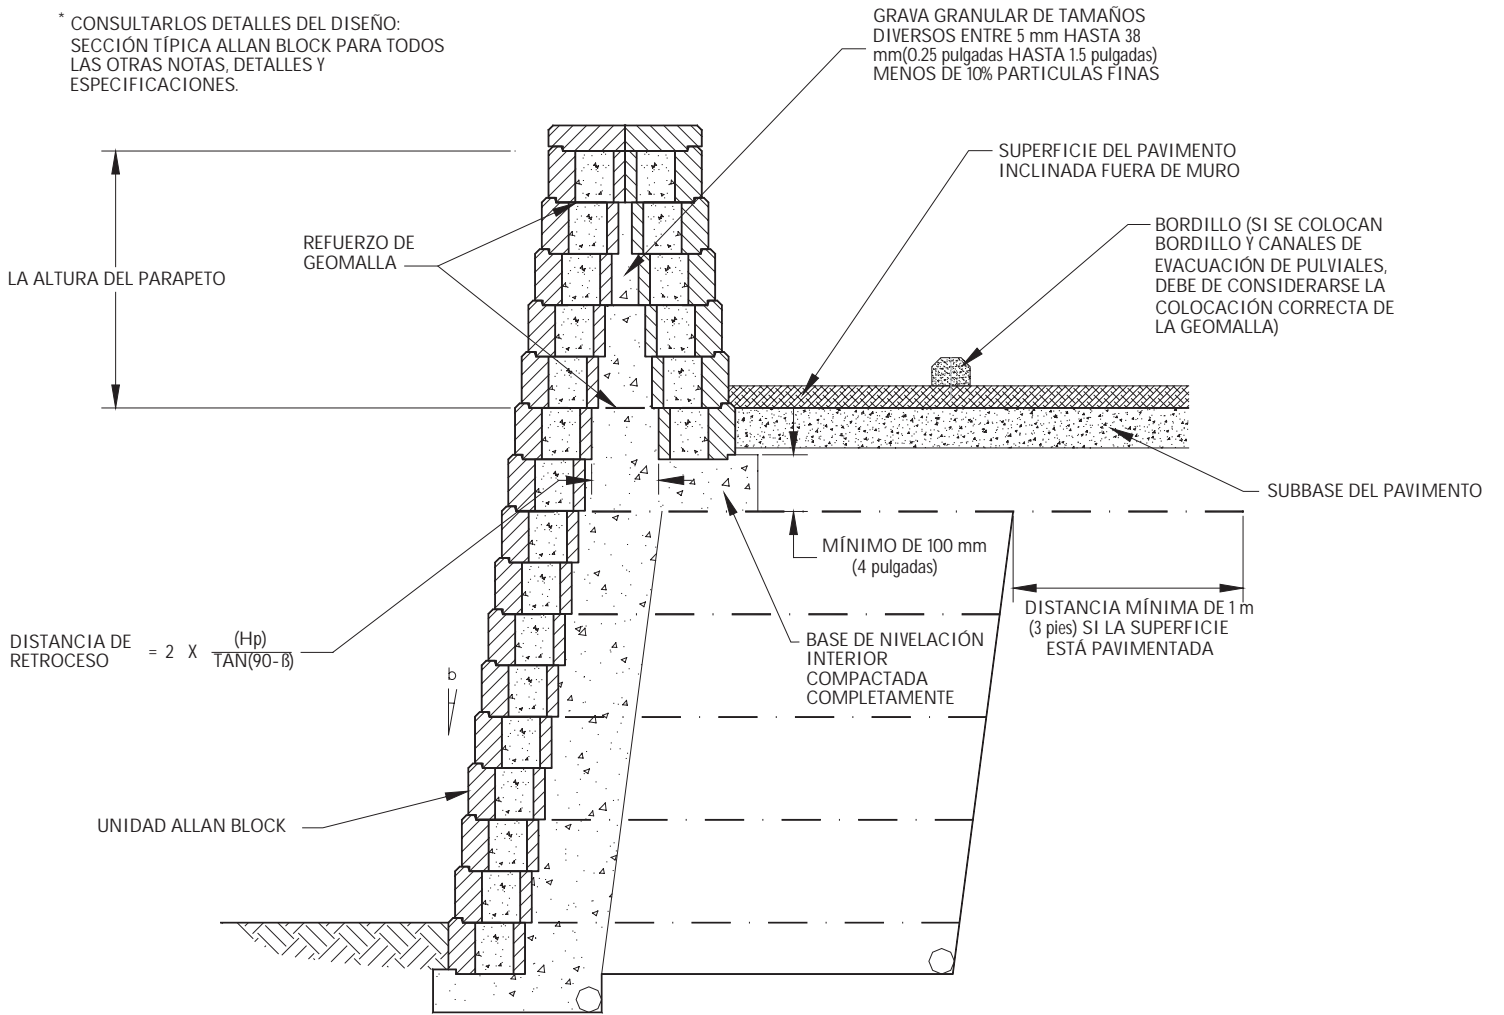 * CONSULTARLOS DETALLES DEL DISEÑO:
SECCIÓN TÍPICA ALLAN BLOCK PARA TODOS
LAS OTRAS NOTAS, DETALLES Y
ESPECIFICACIONES.
GRAVA GRANULAR DE TAMAÑOS
DIVERSOS ENTRE 5 mm HASTA 38
mm(0.25 pulgadas HASTA 1.5 pulgadas)
MENOS DE 10% PARTICULAS FINAS
SUPERFICIE DEL PAVIMENTO
INCLINADA FUERA DE MURO
BORDILLO (SI SE COLOCAN
BORDILLO Y CANALES DE
EVACUACIÓN DE PULVIALES,
DEBE DE CONSIDERARSE LA
COLOCACIÓN CORRECTA DE
LA GEOMALLA)
REFUERZO DE
GEOMALLA
LA ALTURA DEL PARAPETO
SUBBASE DEL PAVIMENTO
MÍNIMO DE 100 mm
(4 pulgadas)
DISTANCIA MÍNIMA DE 1 m
(3 pies) SI LA SUPERFICIE
ESTÁ PAVIMENTADA
BASE DE NIVELACIÓN
INTERIOR
COMPACTADA
COMPLETAMENTE
DISTANCIA DE
RETROCESO
= 2 X (Hp)
TAN(90-ß)
b
UNIDAD ALLAN BLOCK